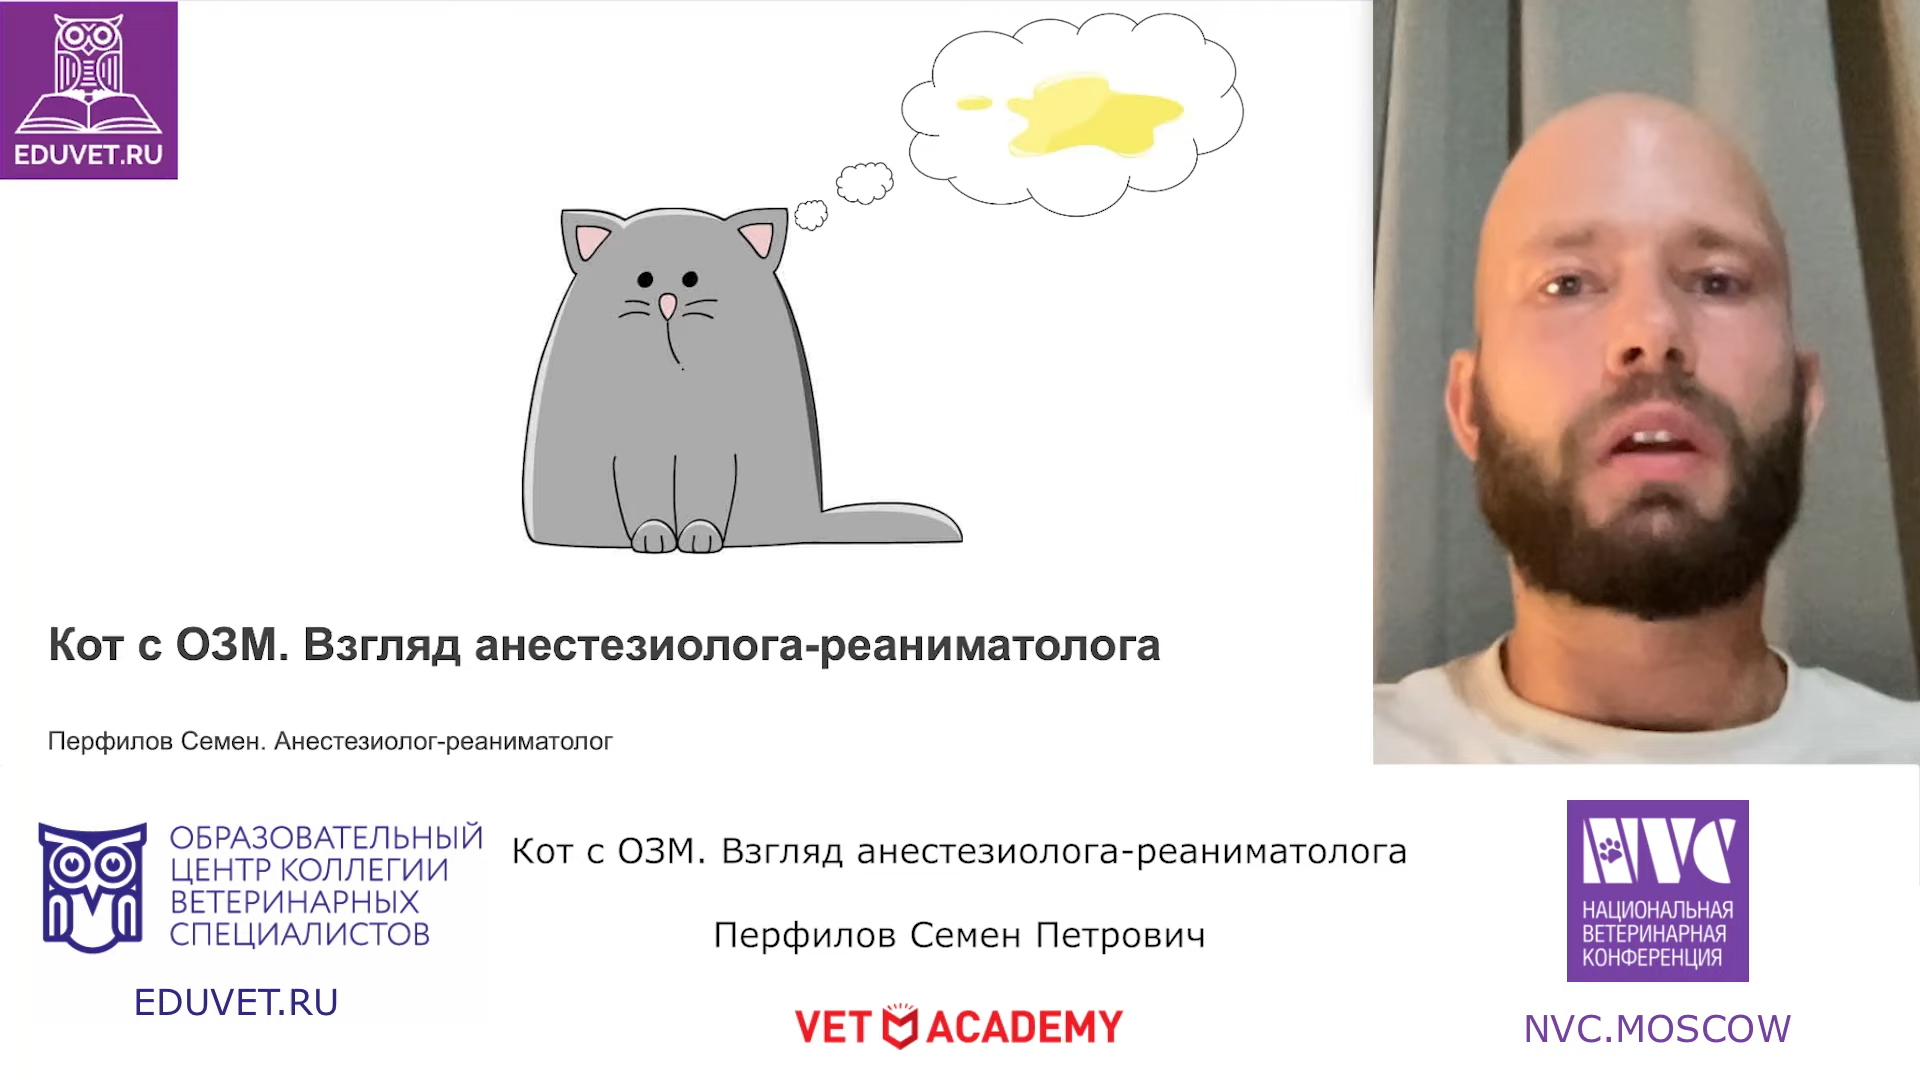 EDUVET.RU
Кот с ОЗМ. Взгляд анестезиолога-реаниматолога
Перфилов Семен. Анестезиолог-реаниматолог
ОБРАЗОВАТЕЛЬНЫЙ
ЦЕНТР КОЛЛЕГИИ
ВЕТЕРИНАРНЫХ
СПЕЦИАЛИСТОВ
EDUVET.RU
Кот с ОЗМ. Взгляд анестезиолога-реаниматолога
Перфилов Семен Петрович
VET ACADEMY
NVC
НАЦИОНАЛЬНАЯ
ВЕТЕРИНАРНАЯ
КОНФЕРЕНЦИЯ
NVC.MOSCOW